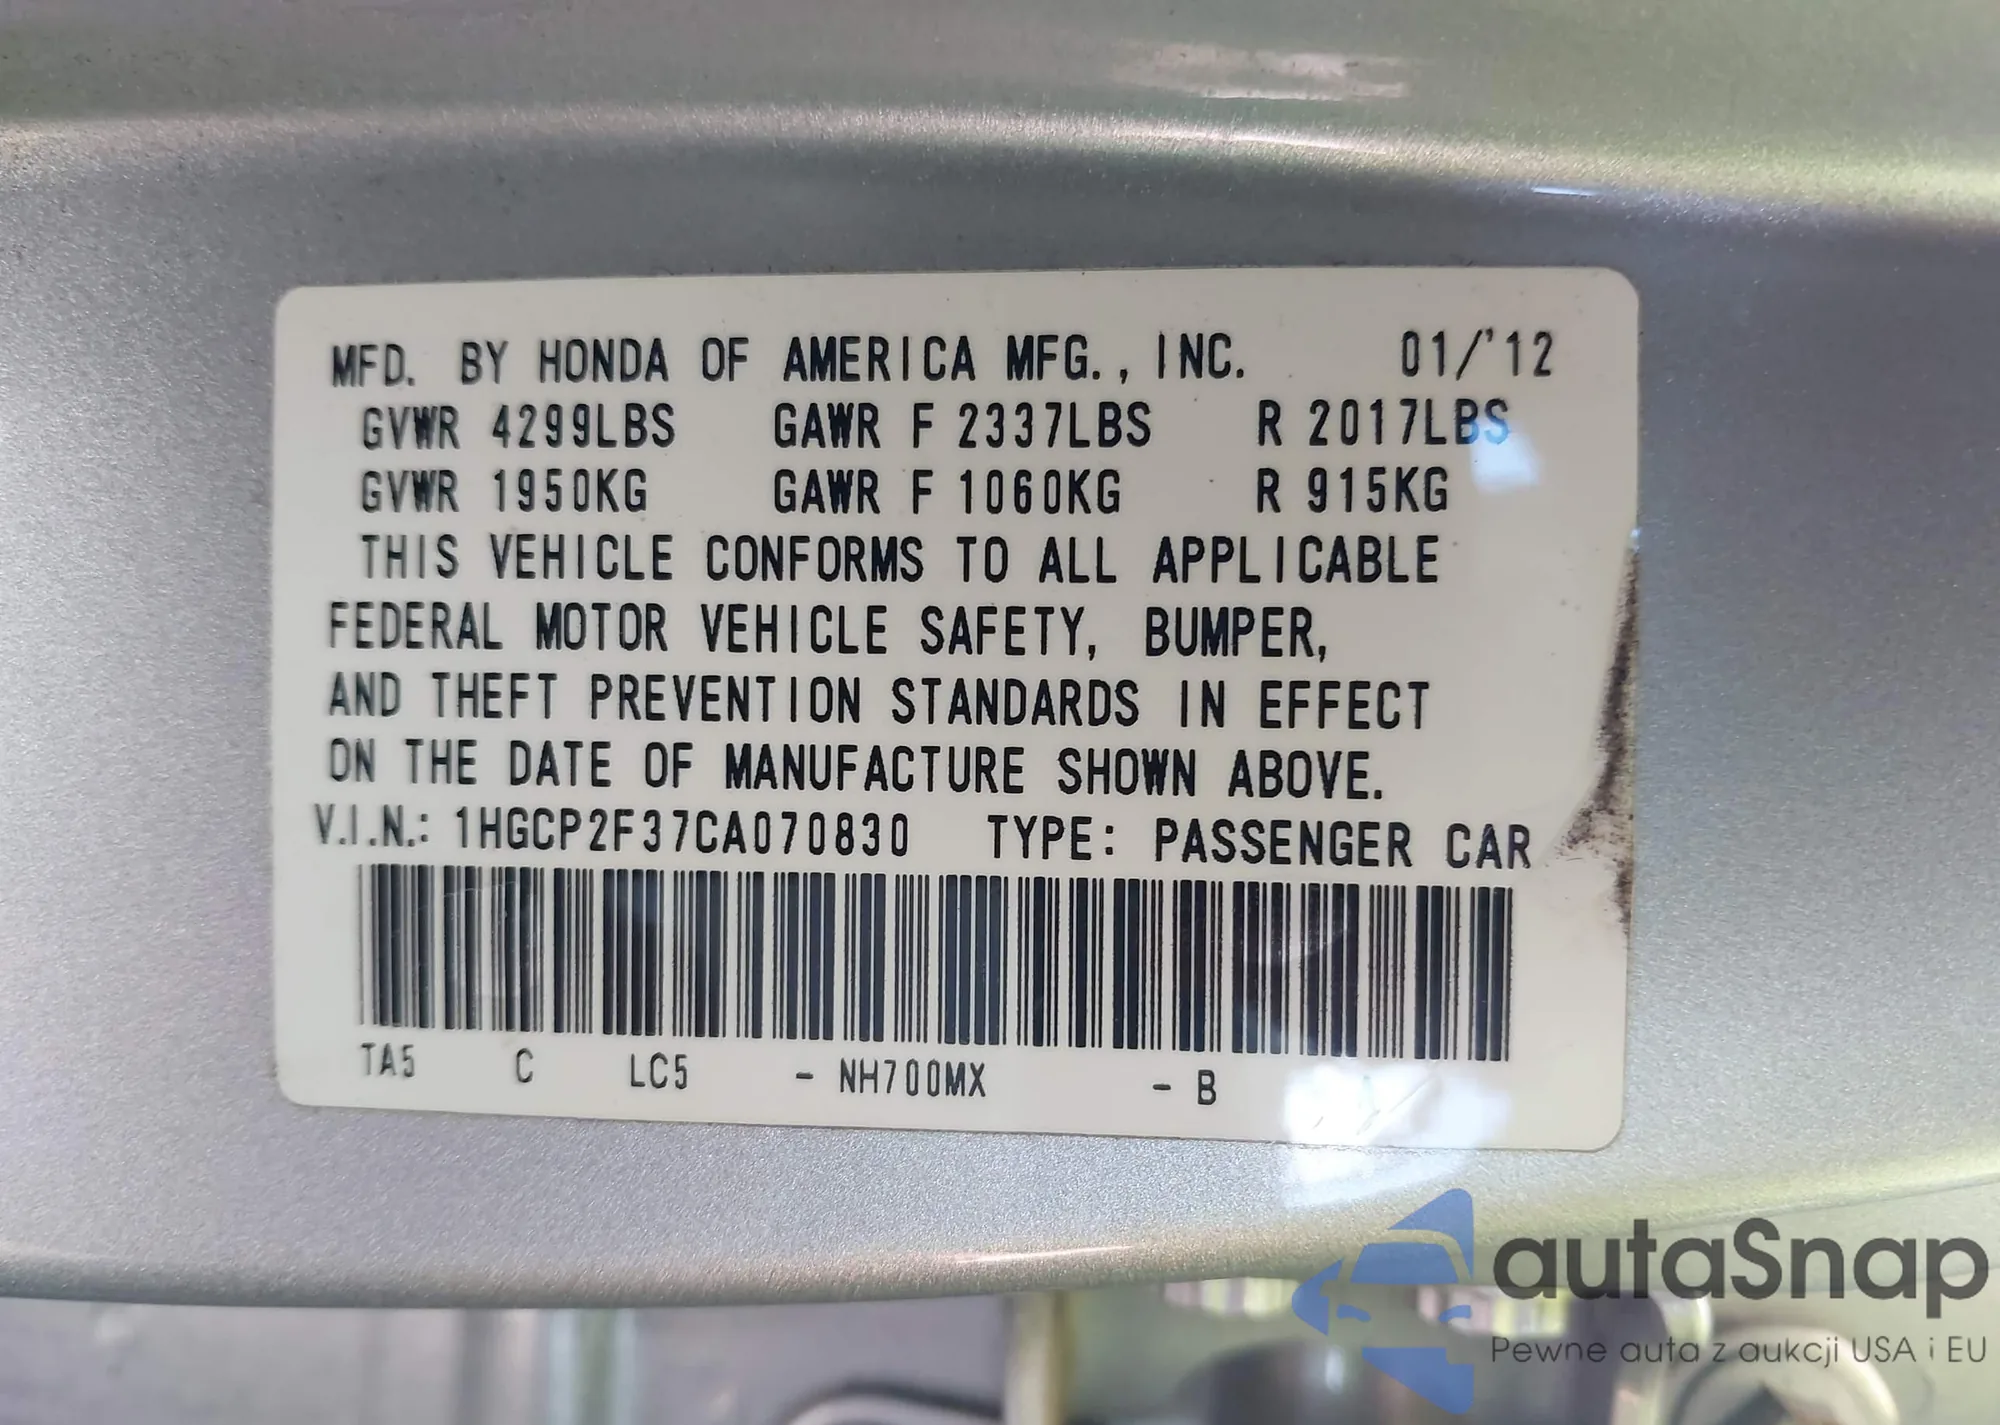 MFD. BY HONDA OF AMERICA MFG., INC. 01/'12
GVWR 4299LBS GAWR F 2337LBS R 2017LBS
GVWR 1950KG GAWR F 1060KG R 915KG
THIS VEHICLE CONFORMS TO ALL APPLICABLE
FEDERAL MOTOR VEHICLE SAFETY, BUMPER,
AND THEFT PREVENTION STANDARDS IN EFFECT
ON THE DATE OF MANUFACTURE SHOWN ABOVE.
V.I.N.: 1HGCP2F37CA070830 TYPE: PASSENGER CAR
TA5 C LC5 - NH700MX - B
autaSnap
Pewne auta z aukcji USA i EU